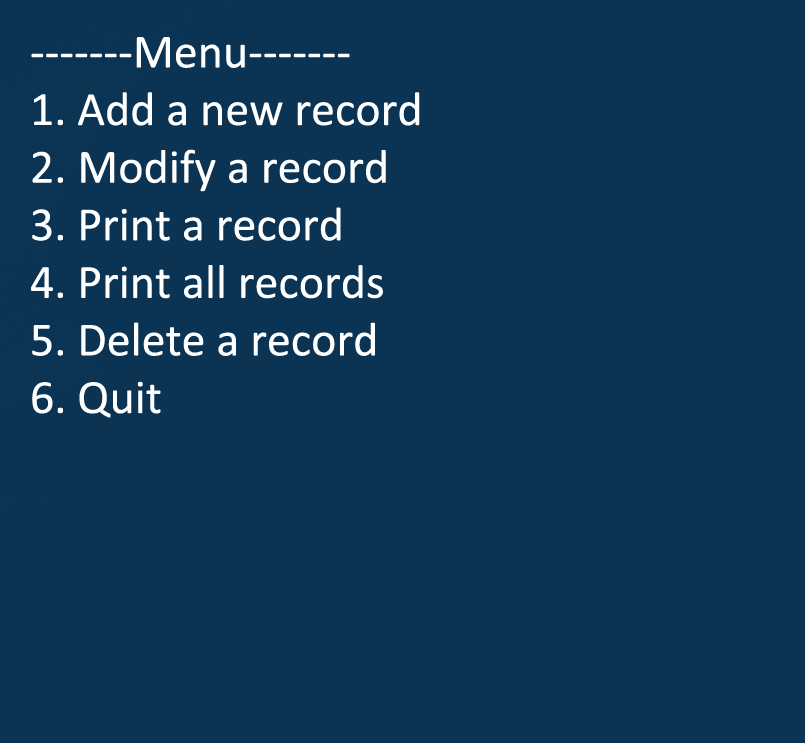 -------Menu-------
1. Add a new record
2. Modify a record
3. Print a record
4. Print all records
5. Delete a record
6. Quit